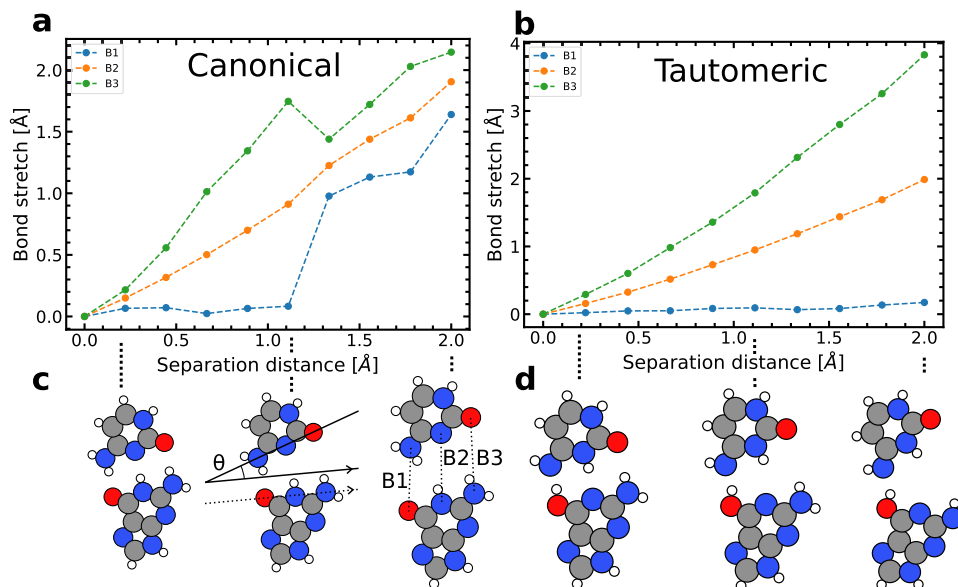 a
Canonical
B1
B2
B3
Bond stretch [Å]
2.0
1.5
1.0
0.5
0.0
0.0 0.5 1.0 1.5 2.0
Separation distance [Å]
b
Tautomeric
B1
B2
B3
Bond stretch [Å]
4
3
2
1
0
0.0 0.5 1.0 1.5 2.0
Separation distance [Å]
c
θ
B1 B2 B3
d